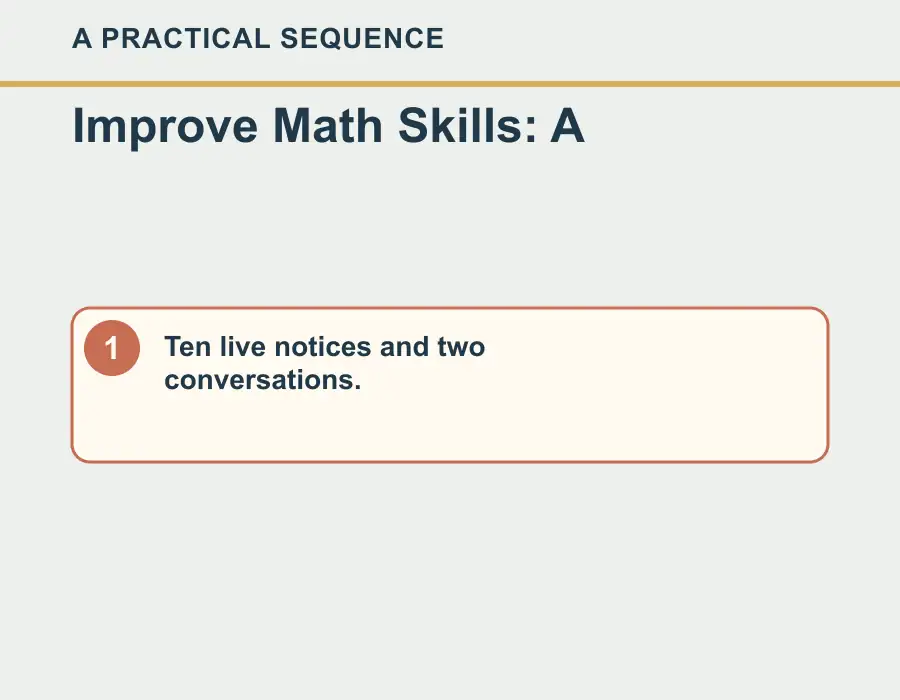 A PRACTICAL SEQUENCE
Improve Math Skills: A
1
Ten live notices and two
conversations.